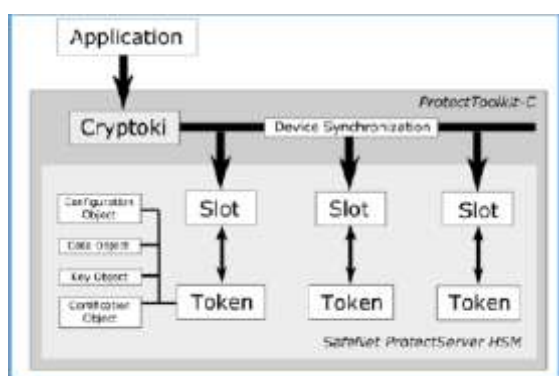 Application
ProtectToolkit-C
Cryptoki
Device Synchronization
Slot
Slot
Slot
Configuration
Object
Data Object
Key Object
Certification
Object
Token
Token
Token
SafeNet ProtectServer HSM